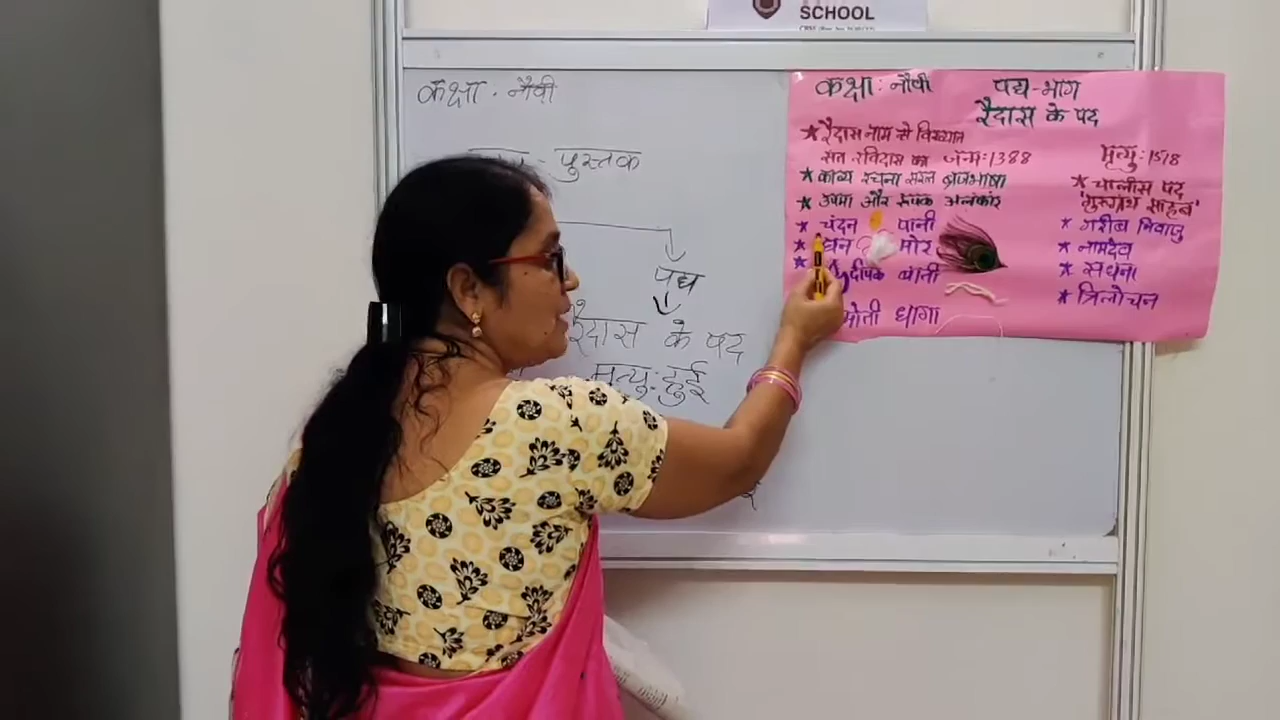 SCHOOL
कक्षा . नौवी
पुस्तक
पद्य
रैदास के पद
मृत्यु : हुई
कक्षा : नौवी पद्य-भाग
रैदास के पद
★ रैदास नाम से विख्यात
संत रविदास का जन्म : 1388 मृत्यु : 1518
★ काव्य रचना सरल ब्रजभाषा
★ उपमा और रूपक अलंकार
★ चंदन पानी
★ घन मोर
★ दीपक बाती
मोती धागा
★ चालीस पद
'गुरुग्रंथ साहब'
★ गरीब निवाजु
★ नामदेव
★ सधना
★ त्रिलोचन